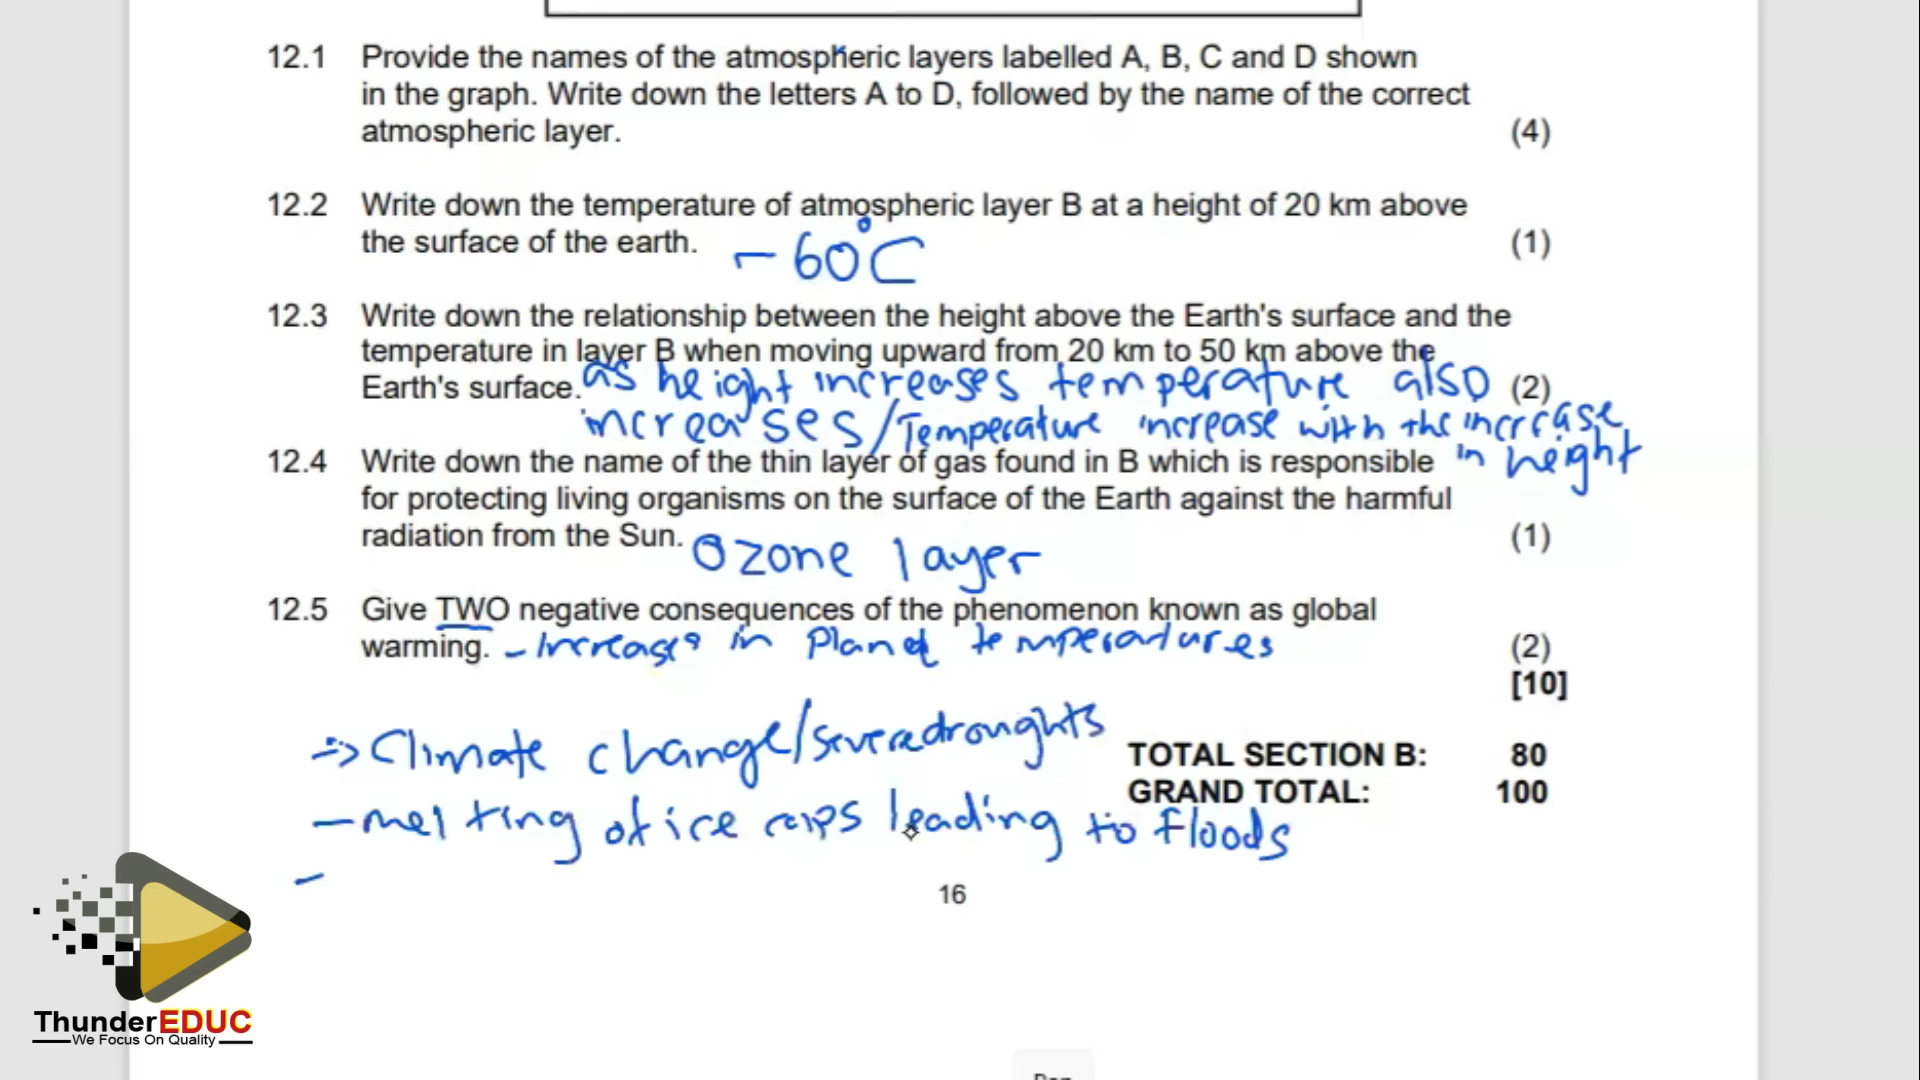 12.1 Provide the names of the atmospheric layers labelled A, B, C and D shown
in the graph. Write down the letters A to D, followed by the name of the correct
atmospheric layer. (4)
12.2 Write down the temperature of atmospheric layer B at a height of 20 km above
the surface of the earth. (1)
-60°C
12.3 Write down the relationship between the height above the Earth's surface and the
temperature in layer B when moving upward from 20 km to 50 km above the
Earth's surface. as height increases temperature also (2)
increases/Temperature increase with the increase
in height
12.4 Write down the name of the thin layer of gas found in B which is responsible
for protecting living organisms on the surface of the Earth against the harmful
radiation from the Sun. Ozone layer (1)
12.5 Give TWO negative consequences of the phenomenon known as global
warming. - Increase in planet temperatures (2)
[10]
=> Climate change/severe droughts
TOTAL SECTION B: 80
GRAND TOTAL: 100
- melting of ice caps leading to floods
-
16
ThunderEDUC
We Focus On Quality